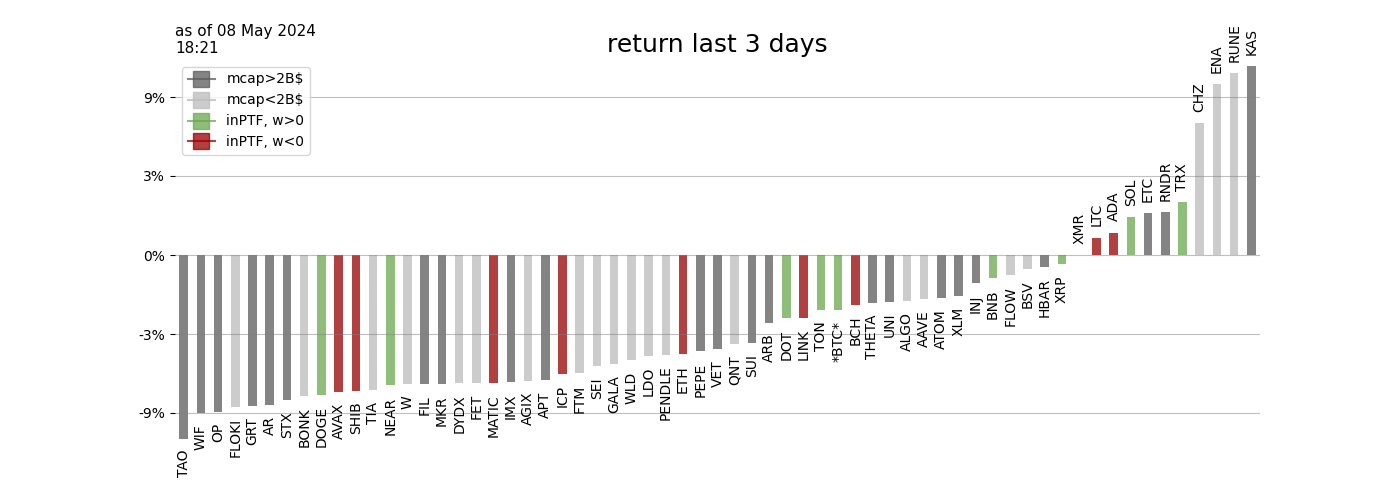 as of 08 May 2024
18:21
return last 3 days
mcap>2B$
mcap<2B$
inPTF, w>0
inPTF, w<0
9%
3%
0%
-3%
-9%
TAO
WIF
OP
FLOKI
GRT
AR
STX
BONK
DOGE
AVAX
SHIB
TIA
NEAR
W
FIL
MKR
DYDX
FET
MATIC
IMX
AGIX
APT
ICP
FTM
SEI
GALA
WLD
LDO
PENDLE
ETH
PEPE
VET
QNT
SUI
ARB
DOT
LINK
TON
*BTC*
BCH
THETA
UNI
ALGO
AAVE
ATOM
XLM
INJ
BNB
FLOW
BSV
HBAR
XRP
XMR
LTC
ADA
SOL
ETC
RNDR
TRX
CHZ
ENA
RUNE
KAS